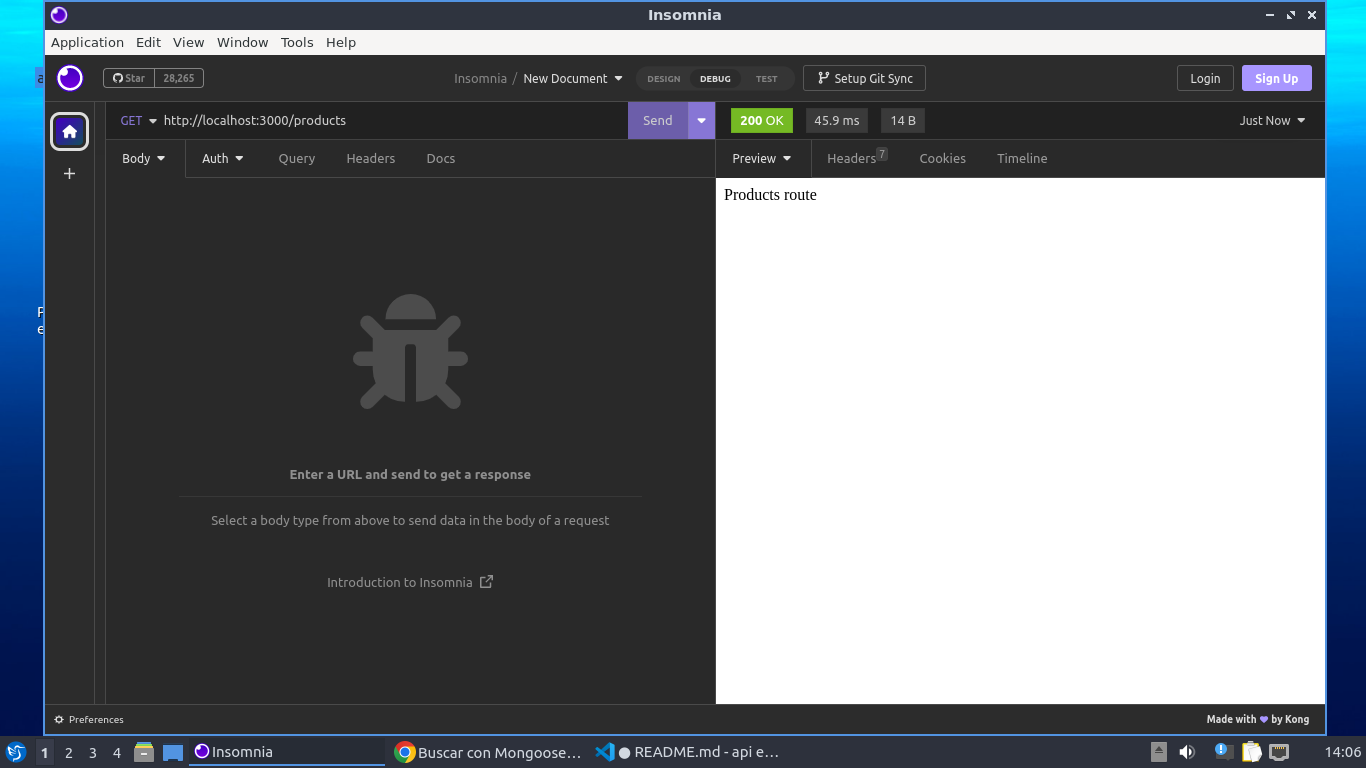 Insomnia
Application Edit View Window Tools Help
Star 28,265 Insomnia / New Document DESIGN DEBUG TEST Setup Git Sync Login Sign Up
GET http://localhost:3000/products Send 200 OK 45.9 ms 14 B Just Now
Body Auth Query Headers Docs Preview Headers 7 Cookies Timeline
Products route
Enter a URL and send to get a response
Select a body type from above to send data in the body of a request
Introduction to Insomnia
Preferences Made with ❤ by Kong
1 2 3 4 Insomnia Buscar con Mongoose… README.md - api e… 14:06